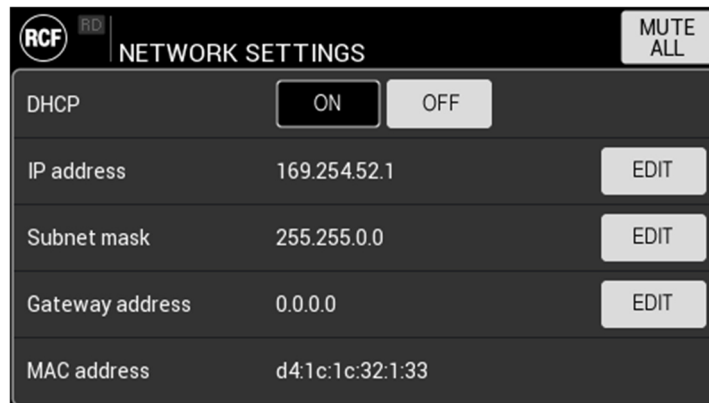 RCF
RD
NETWORK SETTINGS
MUTE
ALL
DHCP ON OFF
IP address 169.254.52.1 EDIT
Subnet mask 255.255.0.0 EDIT
Gateway address 0.0.0.0 EDIT
MAC address d4:1c:1c:32:1:33